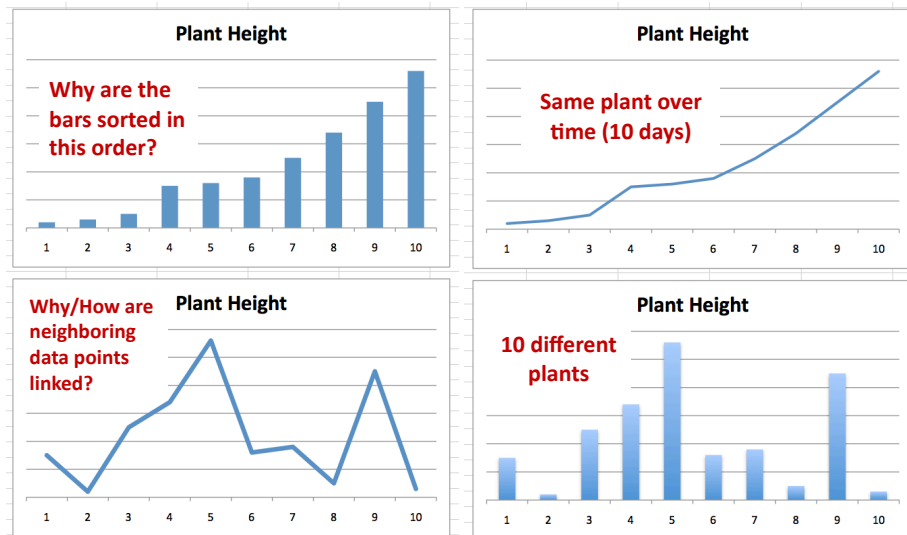 Plant Height
Why are the
bars sorted in
this order?
1 2 3 4 5 6 7 8 9 10
Plant Height
Same plant over
time (10 days)
1 2 3 4 5 6 7 8 9 10
Plant Height
Why/How are
neighboring
data points
linked?
1 2 3 4 5 6 7 8 9 10
Plant Height
10 different
plants
1 2 3 4 5 6 7 8 9 10